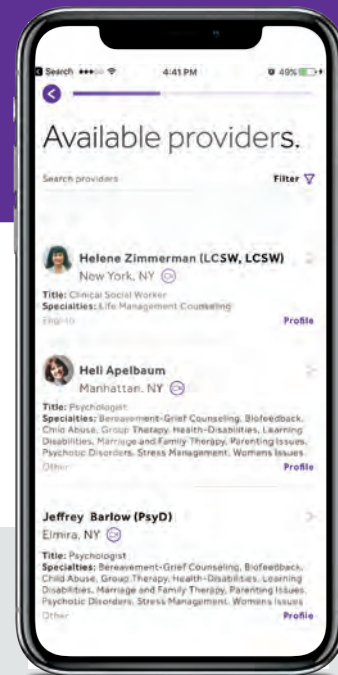 Search
4:41 PM
49%
Available providers.
Search providers
Filter
Helene Zimmerman (LCSW, LCSW)
New York, NY
Title: Clinical Social Worker
Specialties: Life Management Counseling
English
Profile
Heli Apelbaum
Manhattan, NY
Title: Psychologist
Specialties: Bereavement-Grief Counseling, Biofeedback,
Child Abuse, Group Therapy, Health-Disabilities, Learning
Disabilities, Marriage and Family Therapy, Parenting Issues,
Psychotic Disorders, Stress Management, Womens Issues
Other
Profile
Jeffrey Barlow (PsyD)
Elmira, NY
Title: Psychologist
Specialties: Bereavement-Grief Counseling, Biofeedback,
Child Abuse, Group Therapy, Health-Disabilities, Learning
Disabilities, Marriage and Family Therapy, Parenting Issues,
Psychotic Disorders, Stress Management, Womens Issues
Other
Profile